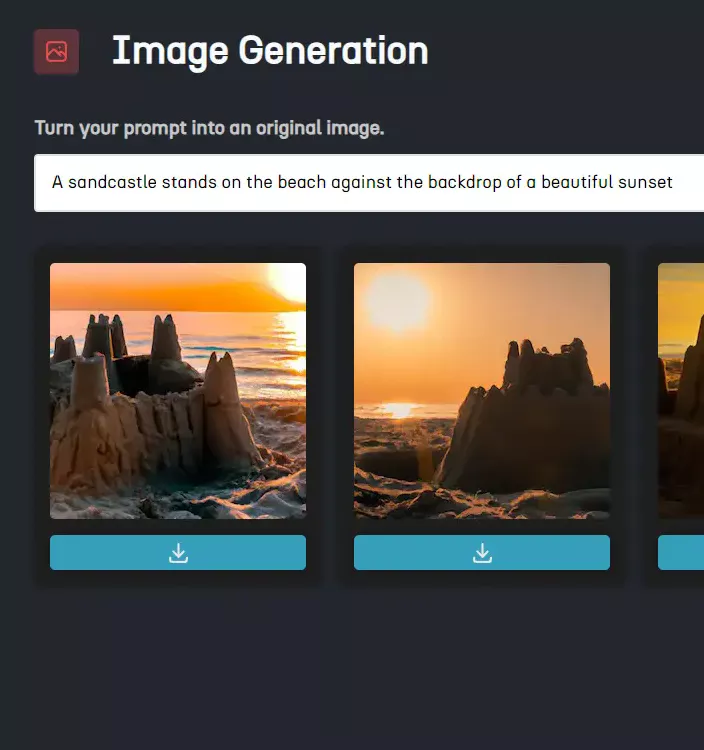 Image Generation
Turn your prompt into an original image.
A sandcastle stands on the beach against the backdrop of a beautiful sunset